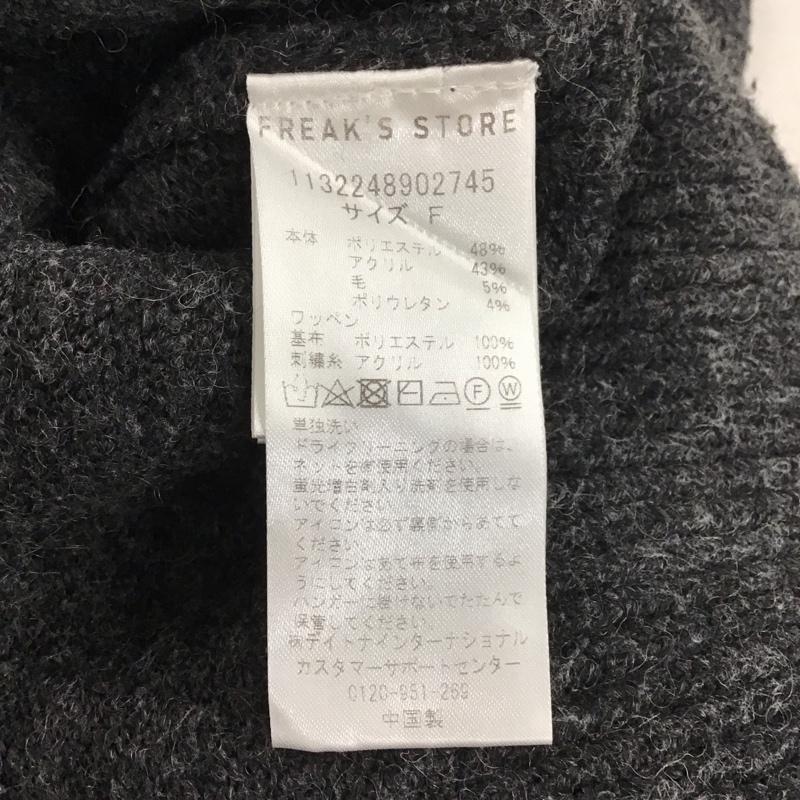 FREAK'S STORE
1132248902745
サイズ F
本体 ポリエステル 48%
アクリル 43%
毛 5%
ポリウレタン 4%
ワッペン
基布 ポリエステル 100%
刺繍糸 アクリル 100%
F W
単独洗い
ドライクリーニングの場合は、
ネットを御使用ください。
蛍光増白剤入り洗剤を使用しな
いでください。
アイロンは必ず裏側からあてて
ください。
アイロンはあて布を使用するよ
うにしてください。
ハンガーに掛けないでたたんで
保管してください。
㈱デイトナインターナショナル
カスタマーサポートセンター
0120-951-269
中国製